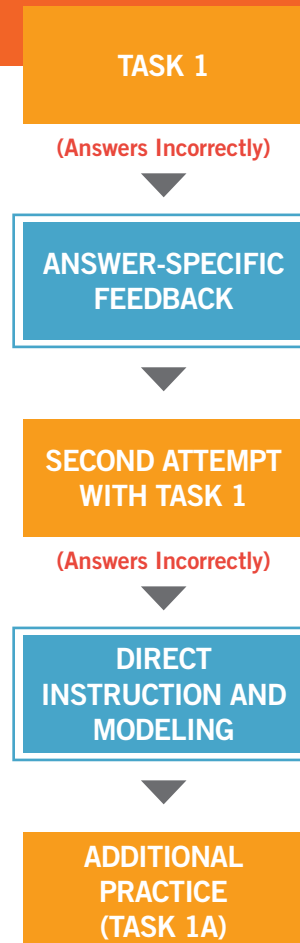 TASK 1
(Answers Incorrectly)
ANSWER-SPECIFIC
FEEDBACK
SECOND ATTEMPT
WITH TASK 1
(Answers Incorrectly)
DIRECT
INSTRUCTION AND
MODELING
ADDITIONAL
PRACTICE
(TASK 1A)